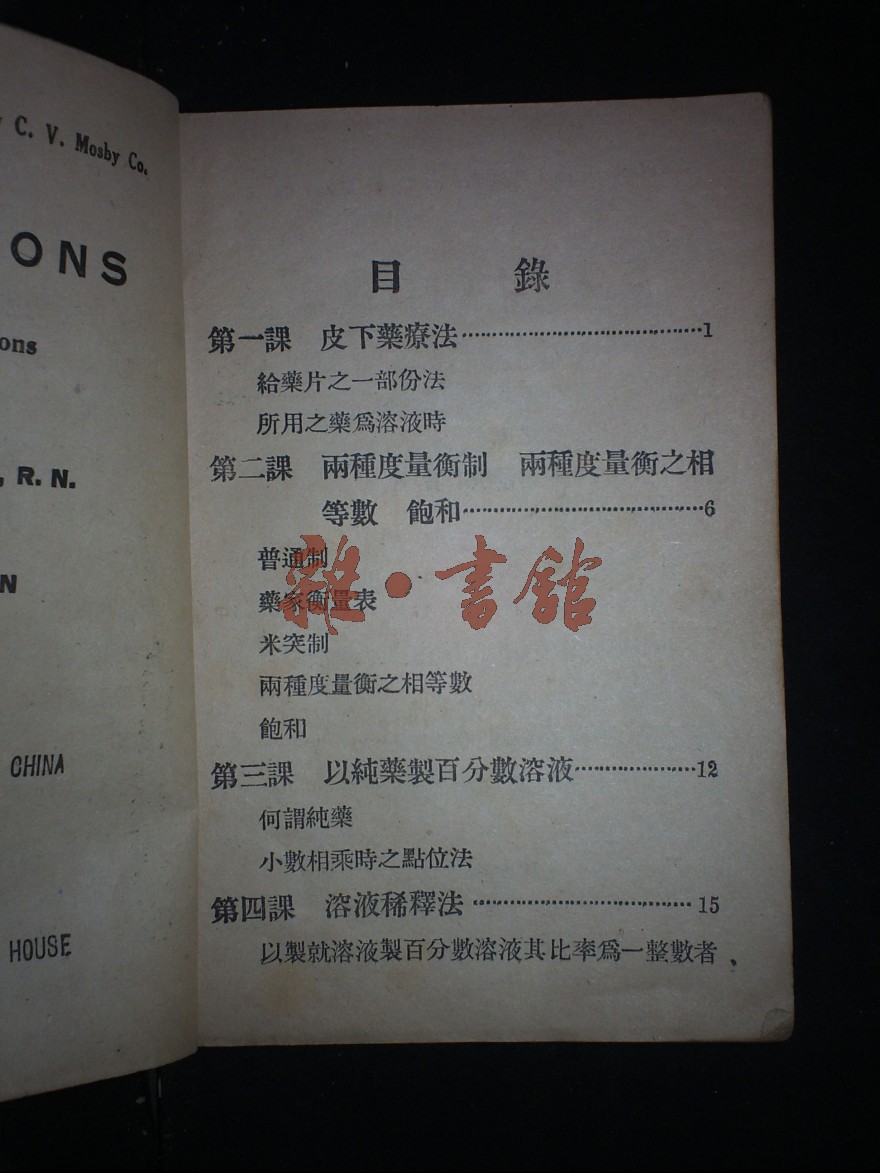 C. V. Mosby Co.
ONS
ons
, R. N.
N
CHINA
HOUSE
目 錄
第一課 皮下藥療法⋯⋯⋯⋯⋯⋯⋯⋯⋯⋯1
給藥片之一部份法
所用之藥爲溶液時
第二課 兩種度量衡制 兩種度量衡之相
等數 飽和⋯⋯⋯⋯⋯⋯⋯⋯⋯⋯6
普通制
藥家衡量表
米突制
兩種度量衡之相等數
飽和
第三課 以純藥製百分數溶液⋯⋯⋯⋯⋯12
何謂純藥
小數相乘時之點位法
第四課 溶液稀釋法⋯⋯⋯⋯⋯⋯⋯⋯⋯15
以製就溶液製百分數溶液其比率爲一整數者
雜·書館